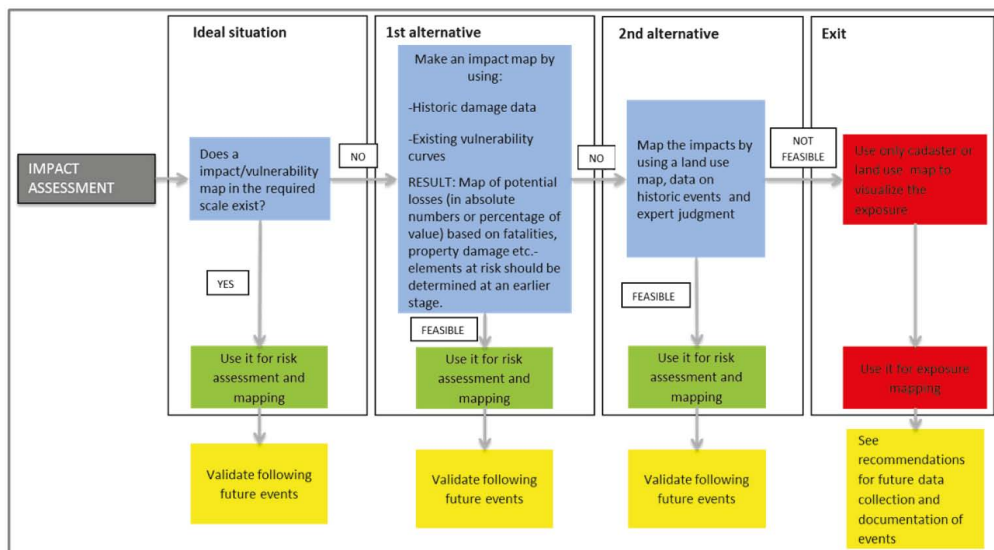 Ideal situation
1st alternative
2nd alternative
Exit
IMPACT
ASSESSMENT
Does a
impact/vulnerability
map in the required
scale exist?
NO
YES
Use it for risk
assessment and
mapping
Validate following
future events
Make an impact map by
using:
-Historic damage data
-Existing vulnerability
curves
RESULT: Map of potential
losses (in absolute
numbers or percentage of
value) based on fatalities,
property damage etc.-
elements at risk should be
determined at an earlier
stage.
NO
FEASIBLE
Use it for risk
assessment and
mapping
Validate following
future events
Map the impacts by
using a land use
map, data on
historic events and
expert judgment
NOT
FEASIBLE
FEASIBLE
Use it for risk
assessment and
mapping
Validate following
future events
Use only cadaster or
land use, map to
visualize the
exposure
Use it for exposure
mapping
See
recommendations
for future data
collection and
documentation of
events